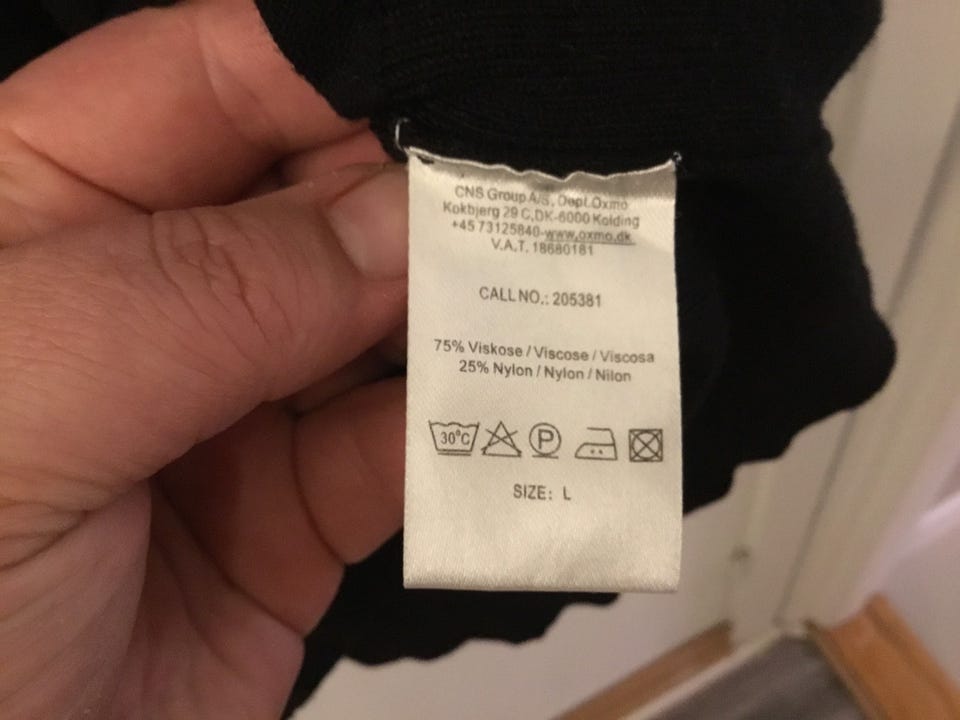 CNS Group A/S, Depl.Oxmo
Kokbjerg 29 C,DK-6000 Kolding
+45 73125840-www.oxmo.dk
V.A.T. 18680181
CALL NO.: 205381
75% Viskose / Viscose / Viscosa
25% Nylon / Nylon / Nilon
30°C P
SIZE: L